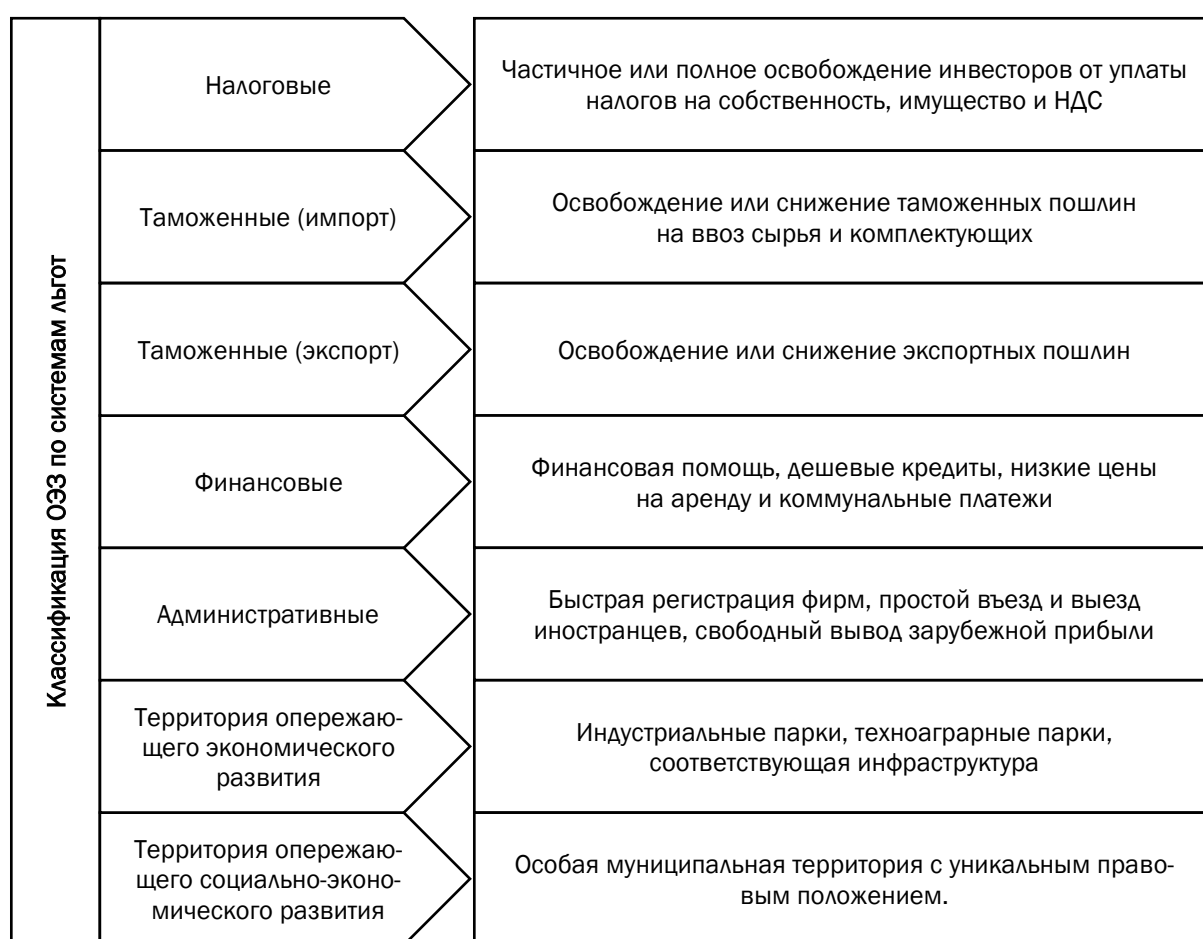 Классификация ОЭЗ по системам льгот
Налоговые
Частичное или полное освобождение инвесторов от уплаты
налогов на собственность, имущество и НДС
Таможенные (импорт)
Освобождение или снижение таможенных пошлин
на ввоз сырья и комплектующих
Таможенные (экспорт)
Освобождение или снижение экспортных пошлин
Финансовые
Финансовая помощь, дешевые кредиты, низкие цены
на аренду и коммунальные платежи
Административные
Быстрая регистрация фирм, простой въезд и выезд
иностранцев, свободный вывод зарубежной прибыли
Территория опережаю-
щего экономического
развития
Индустриальные парки, техноаграрные парки,
соответствующая инфраструктура
Территория опережаю-
щего социально-эконо-
мического развития
Особая муниципальная территория с уникальным право-
вым положением.